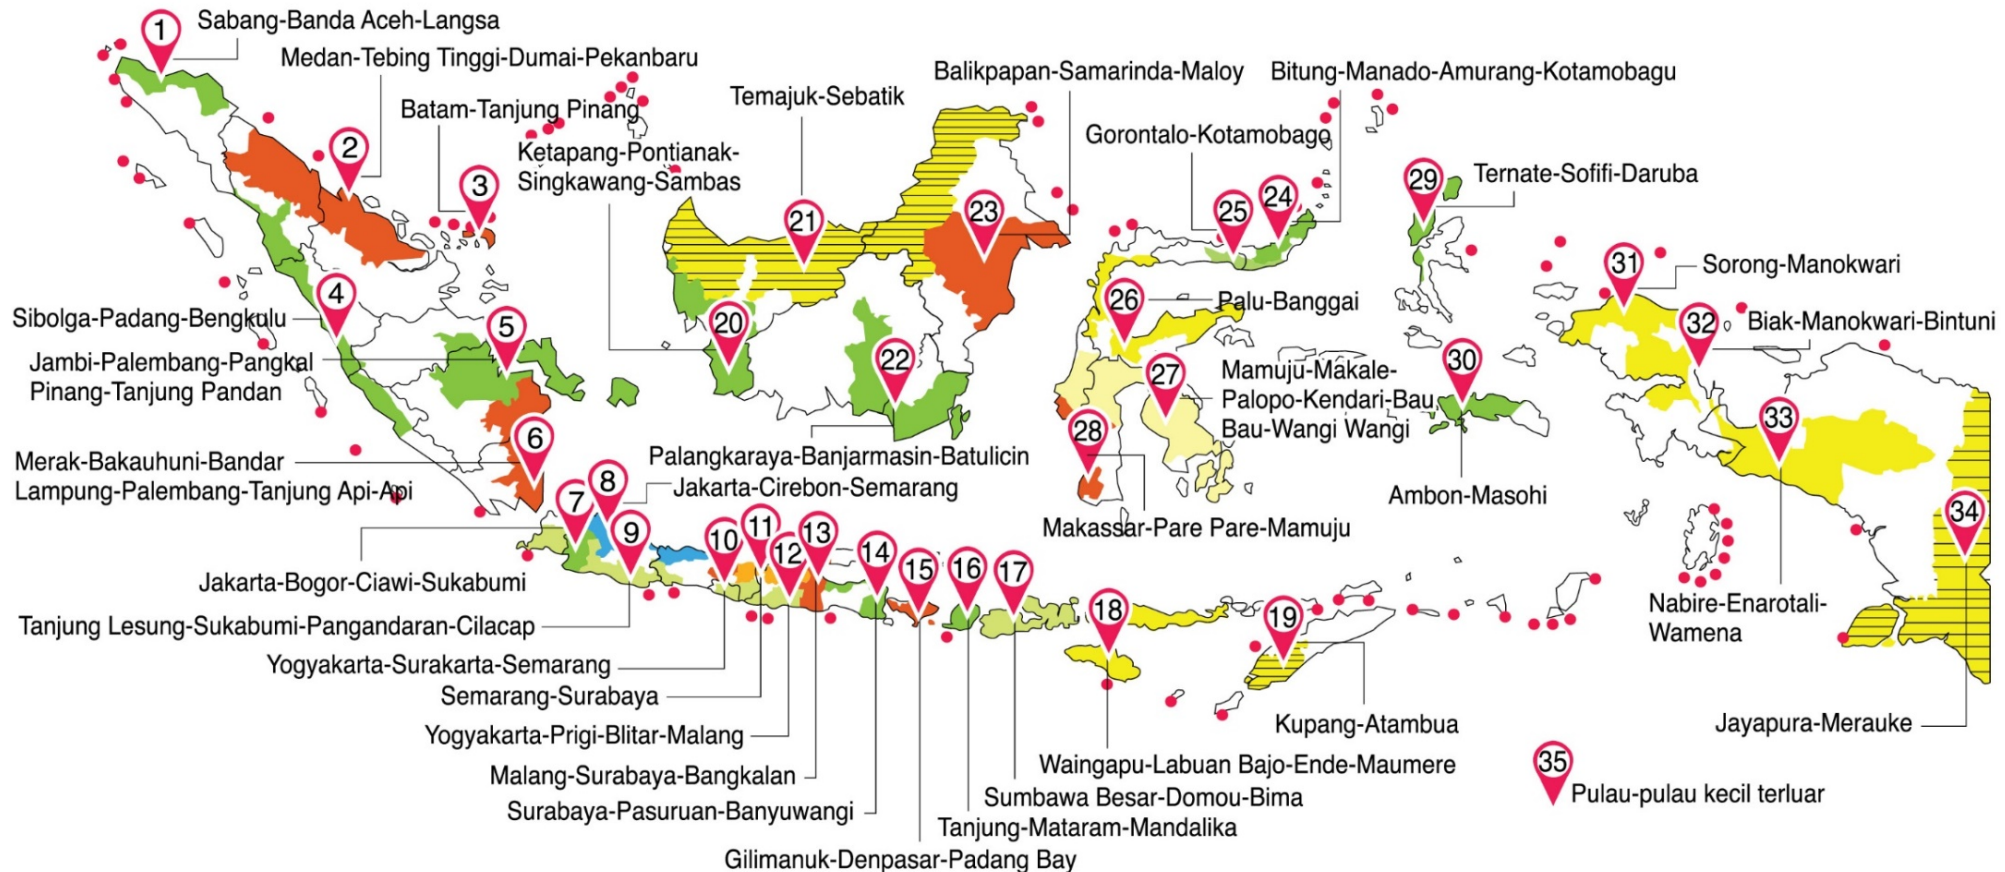 1
Sabang-Banda Aceh-Langsa
2
Medan-Tebing Tinggi-Dumai-Pekanbaru
3
Batam-Tanjung Pinang
Ketapang-Pontianak-
Singkawang-Sambas
Temajuk-Sebatik
Balikpapan-Samarinda-Maloy
Bitung-Manado-Amurang-Kotamobagu
Gorontalo-Kotamobago
29
Ternate-Sofifi-Daruba
21
23
25
24
4
Sibolga-Padang-Bengkulu
5
Jambi-Palembang-Pangkal
Pinang-Tanjung Pandan
20
22
26
Palu-Banggai
27
Mamuju-Makale-
Palopo-Kendari-Bau
Bau-Wangi Wangi
28
30
31
Sorong-Manokwari
32
Biak-Manokwari-Bintuni
33
34
6
Merak-Bakauhuni-Bandar
Lampung-Palembang-Tanjung Api-Api
Palangkaraya-Banjarmasin-Batulicin
Jakarta-Cirebon-Semarang
Makassar-Pare Pare-Mamuju
Ambon-Masohi
7
8
9
10
11
12
13
14
15
16
17
18
19
Jakarta-Bogor-Ciawi-Sukabumi
Tanjung Lesung-Sukabumi-Pangandaran-Cilacap
Yogyakarta-Surakarta-Semarang
Semarang-Surabaya
Yogyakarta-Prigi-Blitar-Malang
Malang-Surabaya-Bangkalan
Surabaya-Pasuruan-Banyuwangi
Gilimanuk-Denpasar-Padang Bay
Tanjung-Mataram-Mandalika
Sumbawa Besar-Domou-Bima
Waingapu-Labuan Bajo-Ende-Maumere
Kupang-Atambua
Nabire-Enarotali-
Wamena
Jayapura-Merauke
35
Pulau-pulau kecil terluar